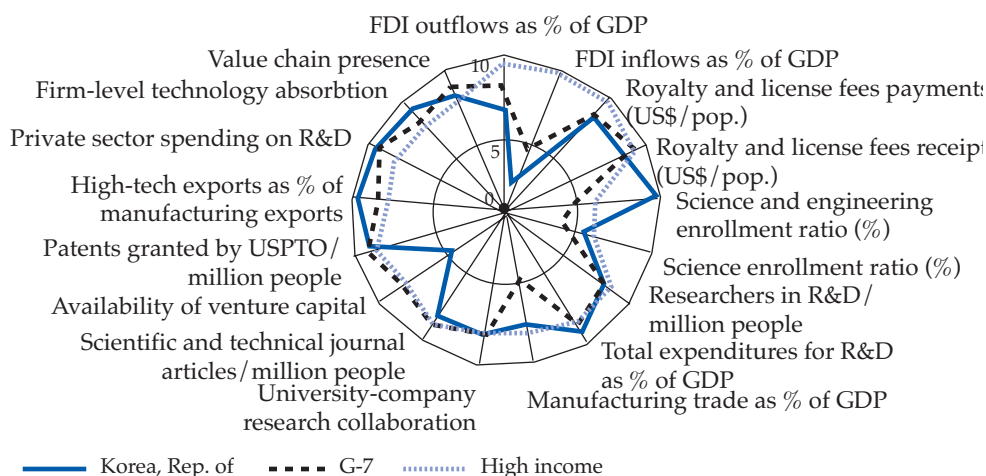 FDI outflows as % of GDP
Value chain presence
10
FDI inflows as % of GDP
Firm-level technology absorbtion
Royalty and license fees payments
(US$/pop.)
Private sector spending on R&D
5
Royalty and license fees receipt
(US$/pop.)
High-tech exports as % of
manufacturing exports
0
Science and engineering
enrollment ratio (%)
Patents granted by USPTO/
million people
Science enrollment ratio (%)
Availability of venture capital
Researchers in R&D/
million people
Scientific and technical journal
articles/million people
Total expenditures for R&D
as % of GDP
University-company
research collaboration
Manufacturing trade as % of GDP
Korea, Rep. of
G-7
High income